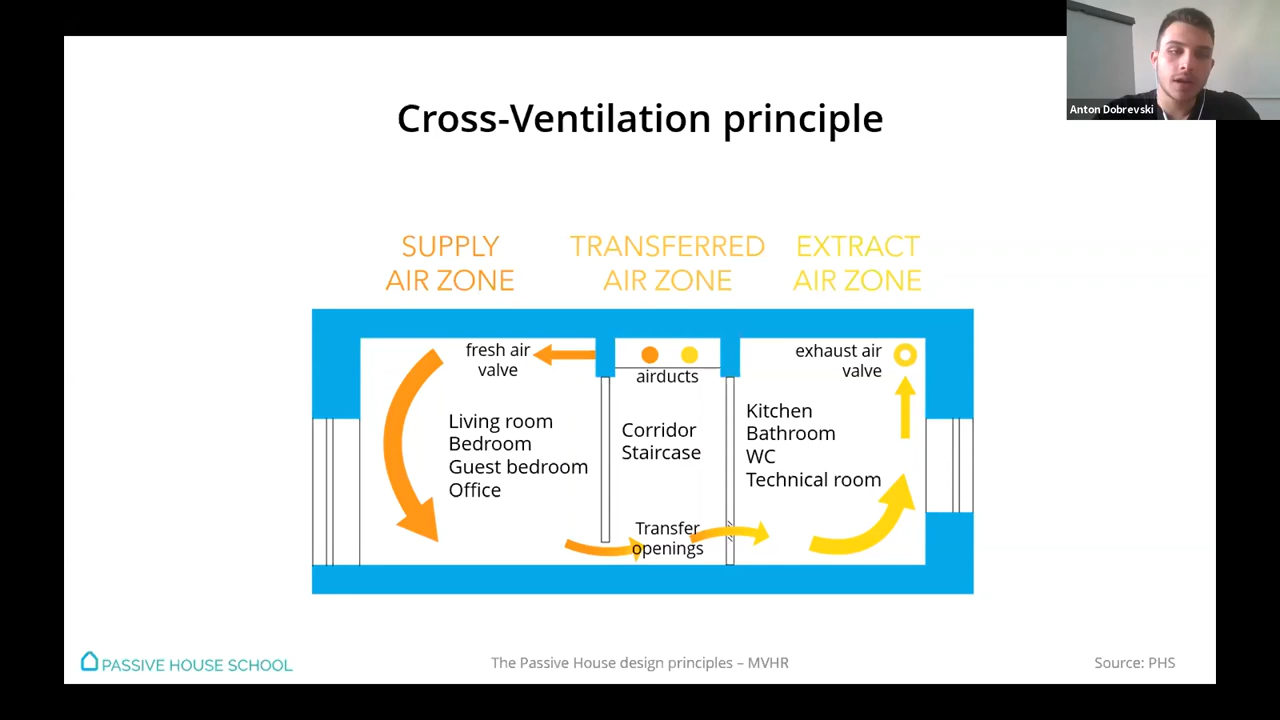 Anton Dobrevski
Cross-Ventilation principle
SUPPLY
AIR ZONE
TRANSFERRED
AIR ZONE
EXTRACT
AIR ZONE
fresh air
valve
airducts
exhaust air
valve
Living room
Bedroom
Guest bedroom
Office
Corridor
Staircase
Kitchen
Bathroom
WC
Technical room
Transfer
openings
PASSIVE HOUSE SCHOOL
The Passive House design principles – MVHR
Source: PHS